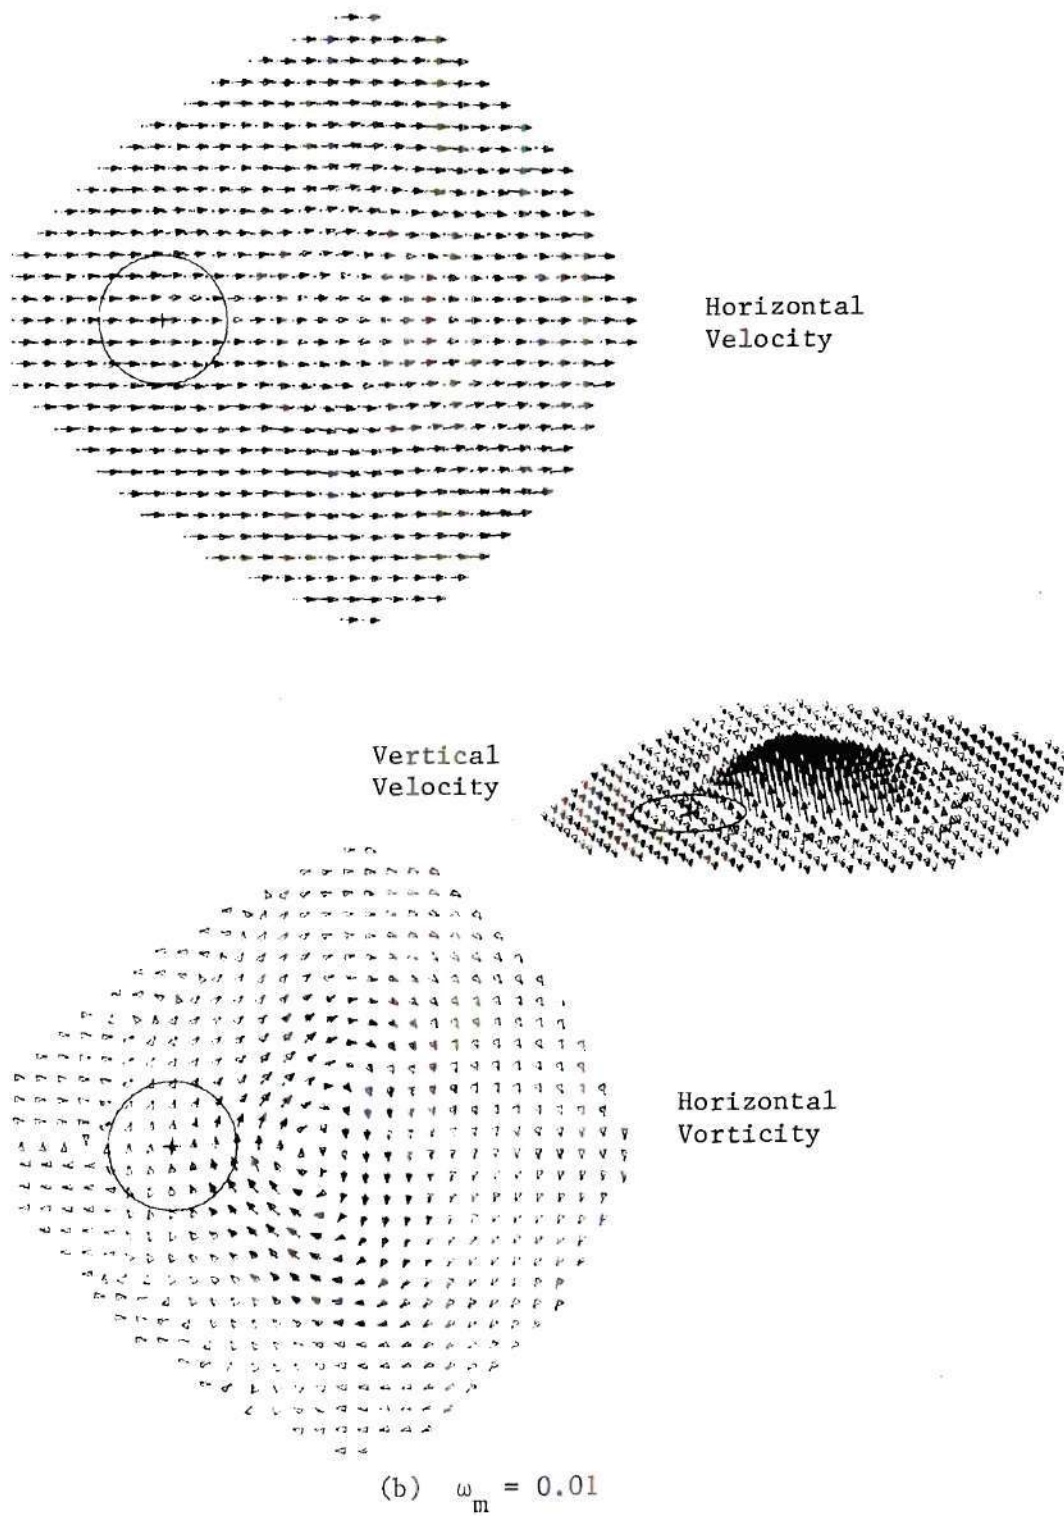 Horizontal
Velocity
Vertical
Velocity
Horizontal
Vorticity
(b) ω_m = 0.01